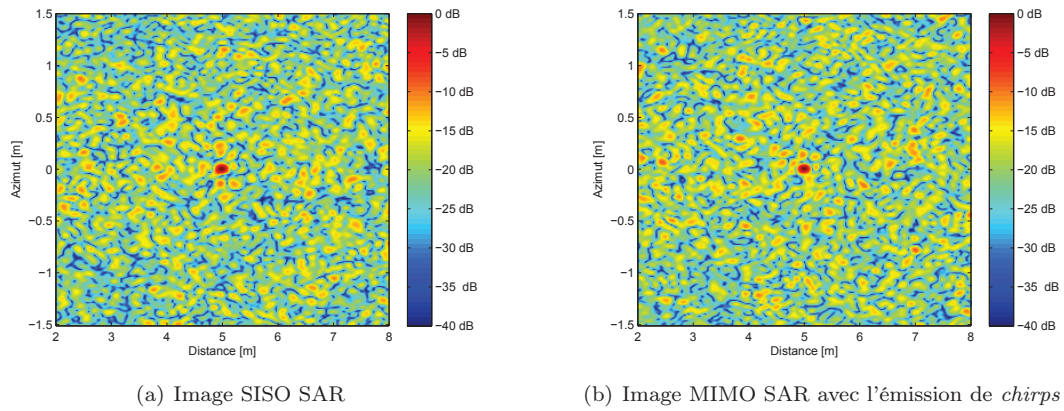 1.5
1
0.5
0
−0.5
−1
−1.5
2 3 4 5 6 7 8
Azimut [m]
Distance [m]
0 dB
−5 dB
−10 dB
−15 dB
−20 dB
−25 dB
−30 dB
−35 dB
−40 dB
(a) Image SISO SAR
1.5
1
0.5
0
−0.5
−1
−1.5
2 3 4 5 6 7 8
Azimut [m]
Distance [m]
0 dB
−5 dB
−10 dB
−15 dB
−20 dB
−25 dB
−30 dB
−35 dB
−40 dB
(b) Image MIMO SAR avec l'émission de chirps